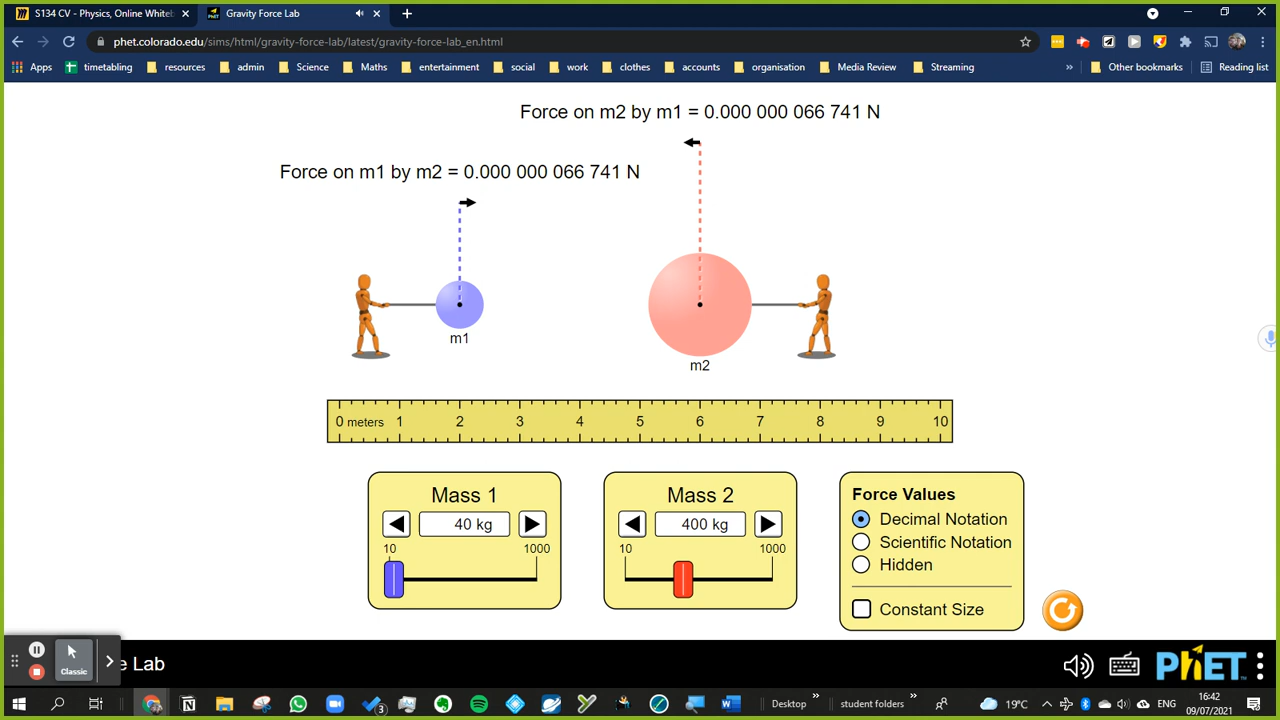 S134 CV - Physics, Online Whiteb
Gravity Force Lab
phet.colorado.edu/sims/html/gravity-force-lab/latest/gravity-force-lab_en.html
Apps timetabling resources admin Science Maths entertainment social work clothes accounts organisation Media Review Streaming » Other bookmarks Reading list
Force on m2 by m1 = 0.000 000 066 741 N
Force on m1 by m2 = 0.000 000 066 741 N
m1
m2
0 meters 1 2 3 4 5 6 7 8 9 10
Mass 1
40 kg
10 1000
Mass 2
400 kg
10 1000
Force Values
Decimal Notation
Scientific Notation
Hidden
Constant Size
Classic
e Lab
PhET
3
Desktop » student folders » 19°C ENG
16:42
09/07/2021